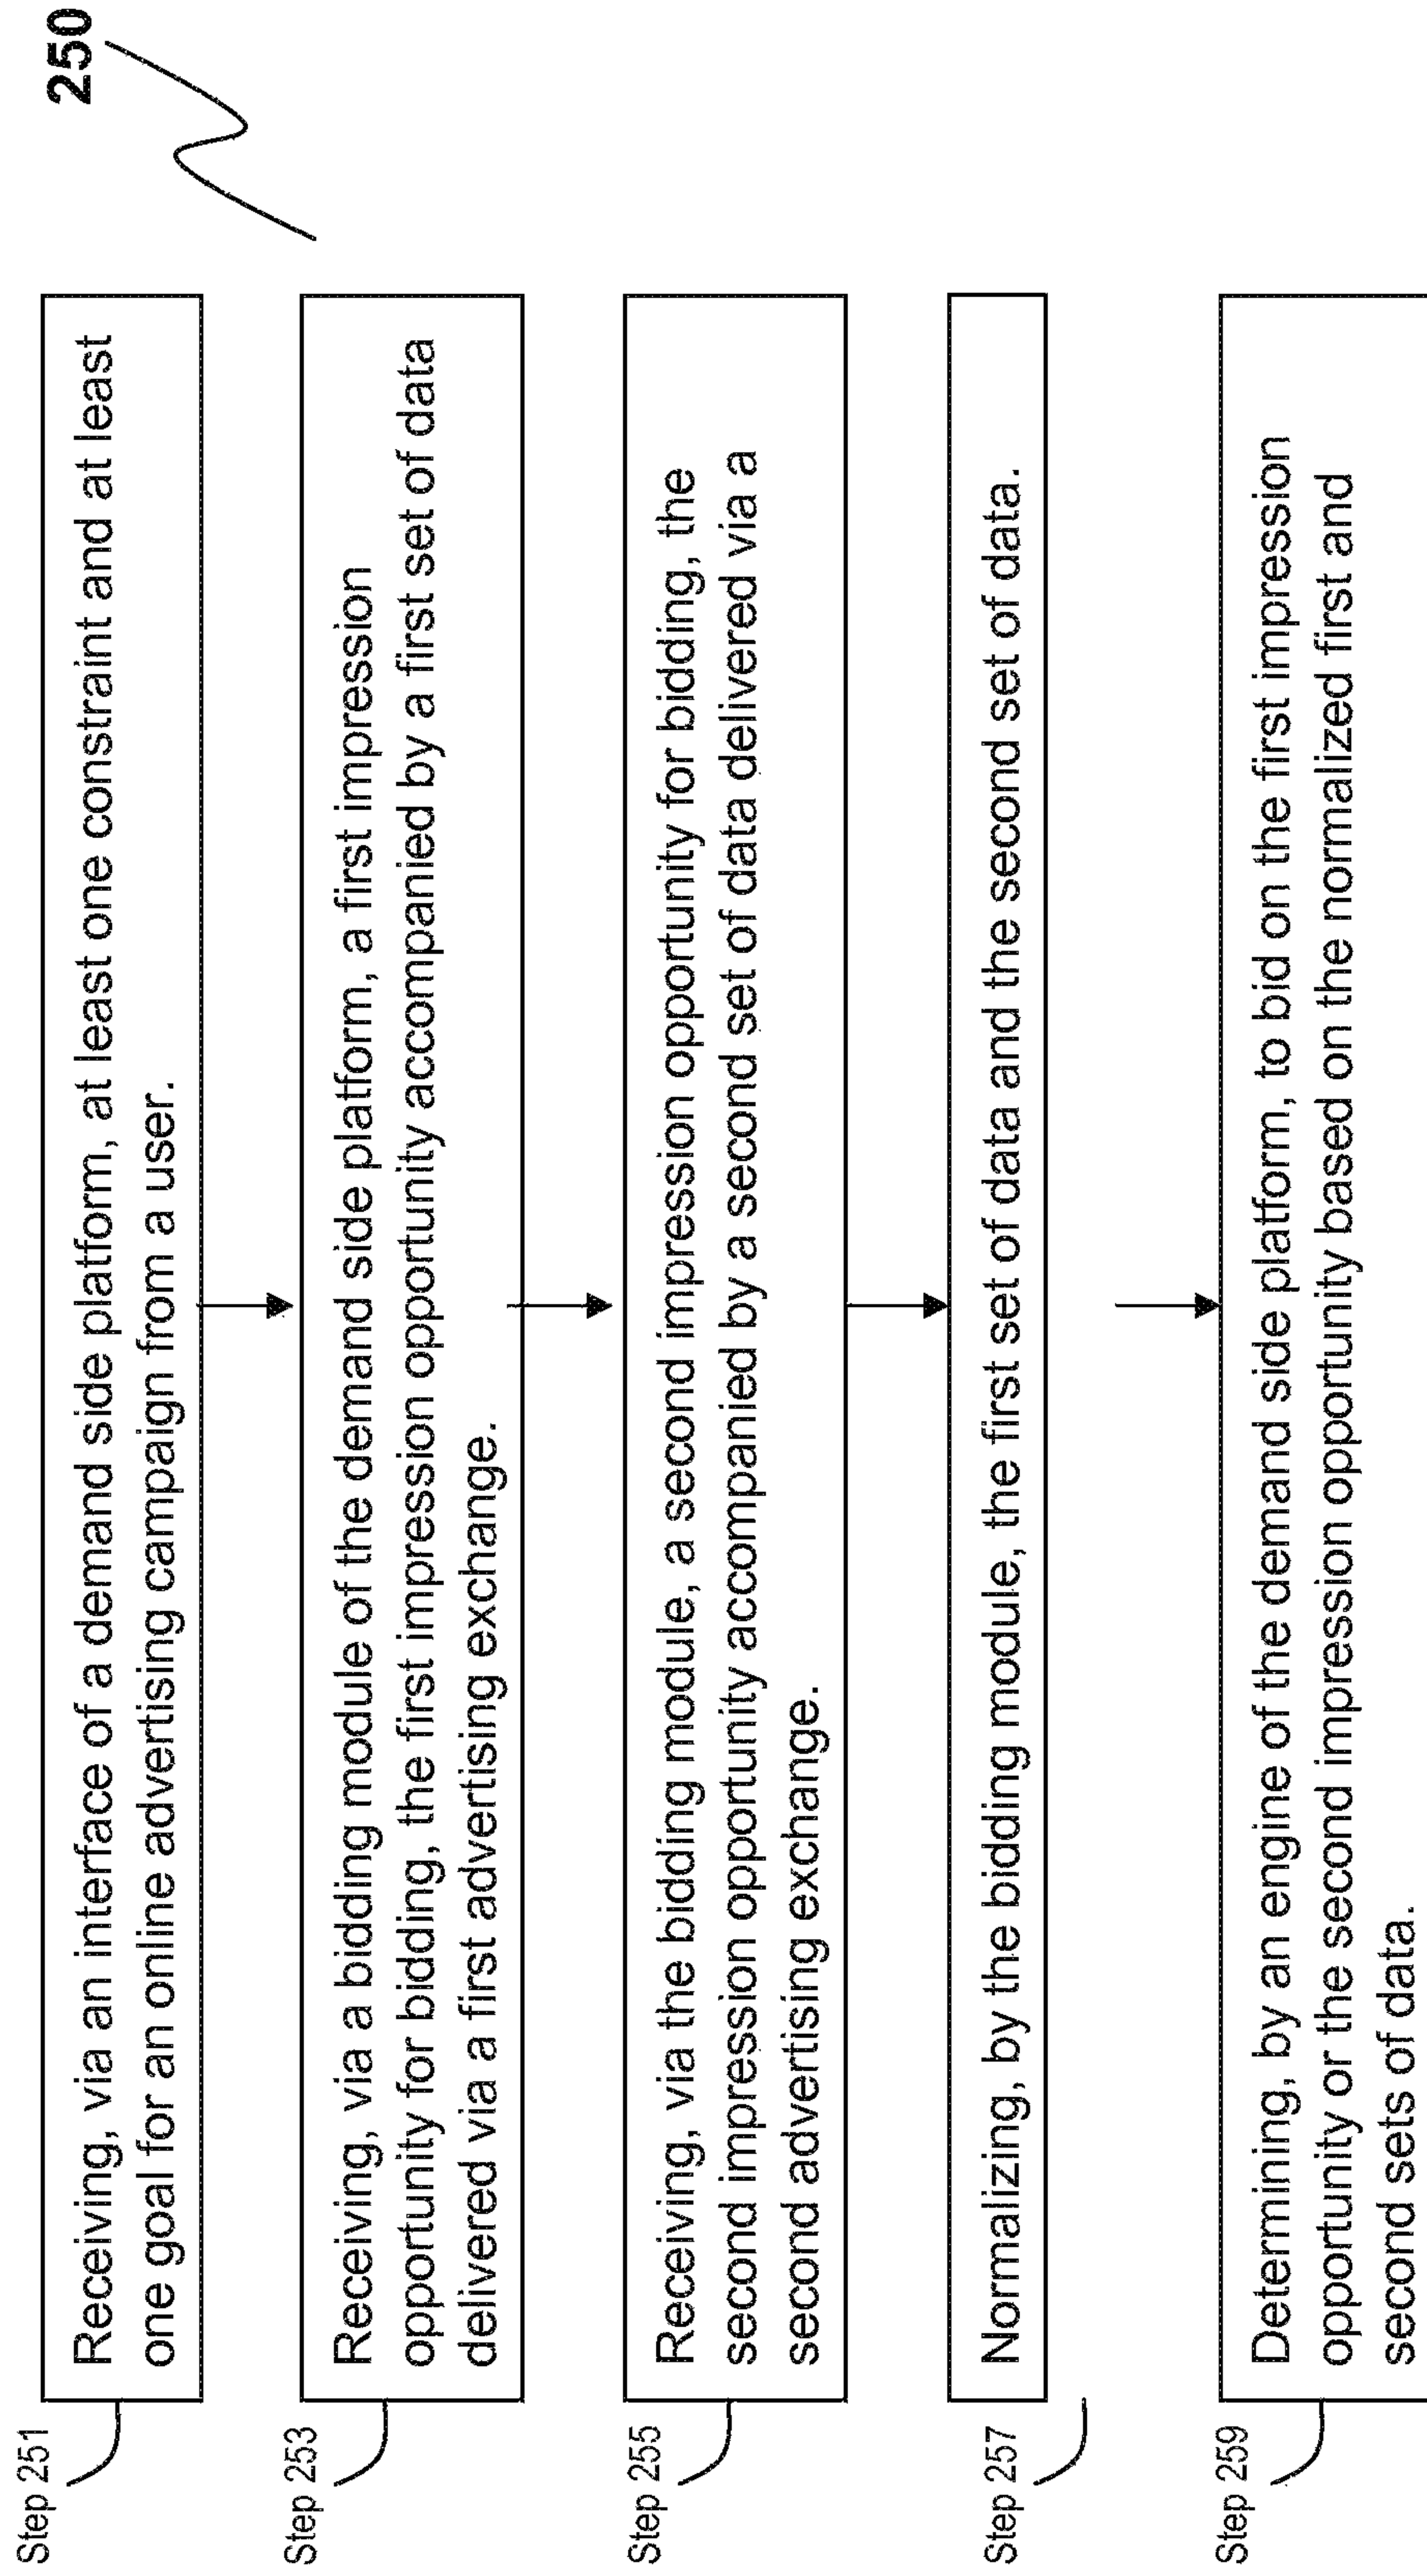 250
Step 251
Receiving, via an interface of a demand side platform, at least one constraint and at least
one goal for an online advertising campaign from a user.
Step 253
Receiving, via a bidding module of the demand side platform, a first impression
opportunity for bidding, the first impression opportunity accompanied by a first set of data
delivered via a first advertising exchange.
Step 255
Receiving, via the bidding module, a second impression opportunity for bidding, the
second impression opportunity accompanied by a second set of data delivered via a
second advertising exchange.
Step 257
Normalizing, by the bidding module, the first set of data and the second set of data.
Step 259
Determining, by an engine of the demand side platform, to bid on the first impression
opportunity or the second impression opportunity based on the normalized first and
second sets of data.